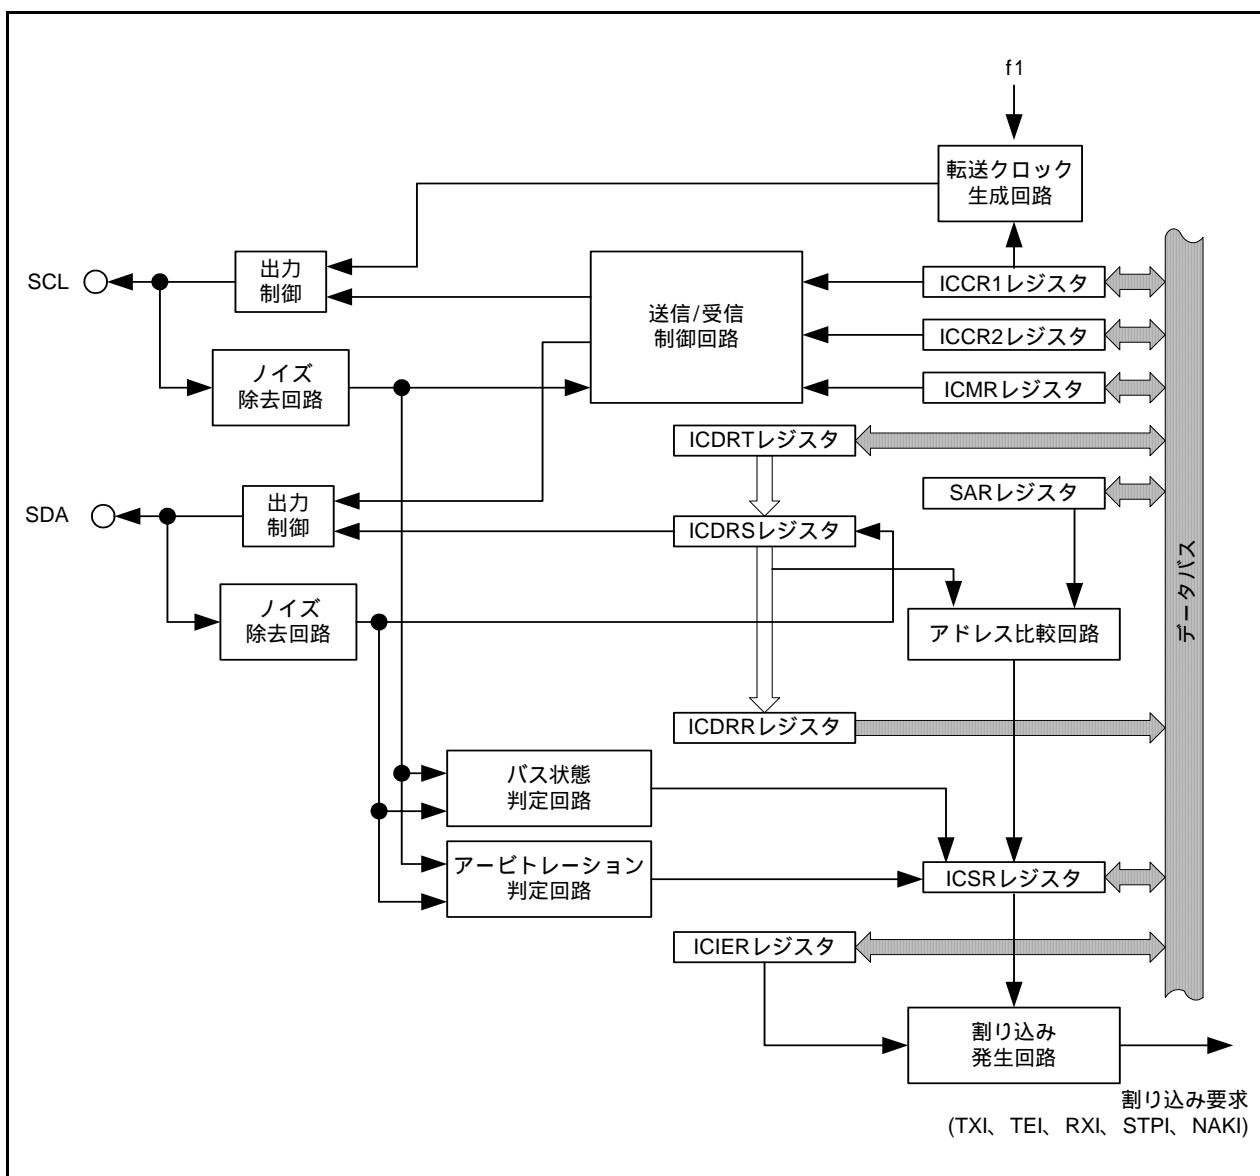 f1
転送クロック
生成回路
SCL
出力
制御
送信/受信
制御回路
ICCR1レジスタ
ICCR2レジスタ
ノイズ
除去回路
ICMRレジスタ
ICDRTレジスタ
SARレジスタ
SDA
出力
制御
ICDRSレジスタ
データバス
ノイズ
除去回路
アドレス比較回路
ICDRRレジスタ
バス状態
判定回路
アービトレーション
判定回路
ICSRレジスタ
ICIERレジスタ
割り込み
発生回路
割り込み要求
(TXI、TEI、RXI、STPI、NAKI)